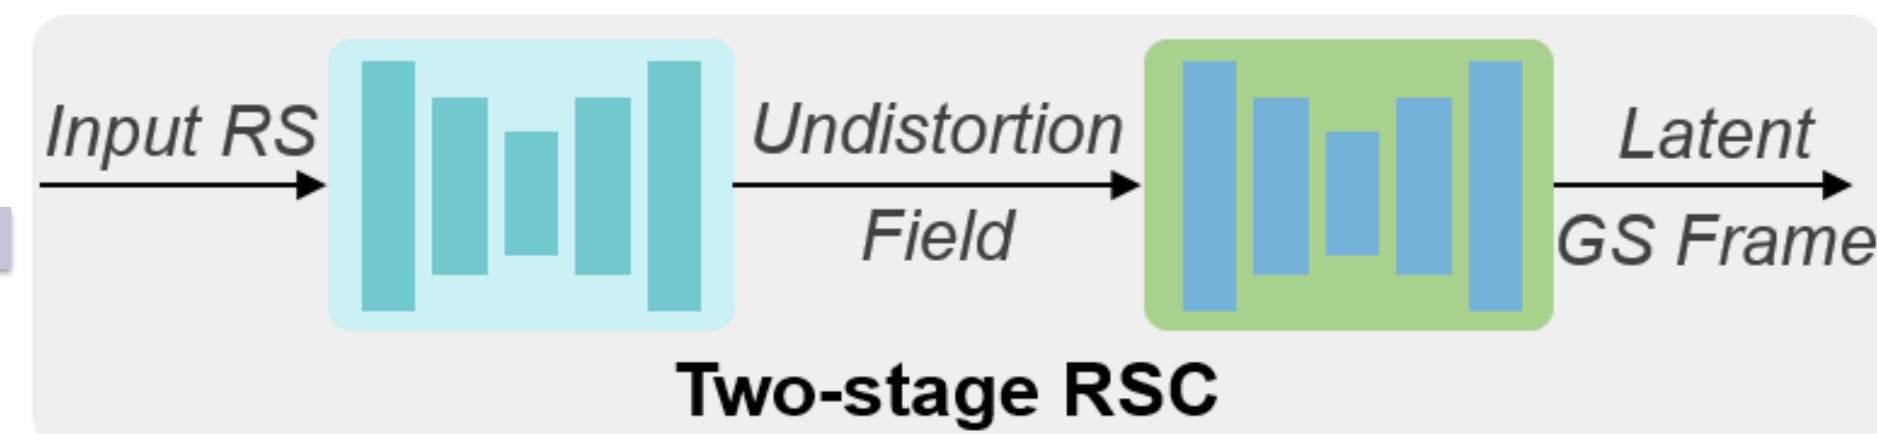 Input RS
Undistortion
Field
Latent
GS Frame
Two-stage RSC